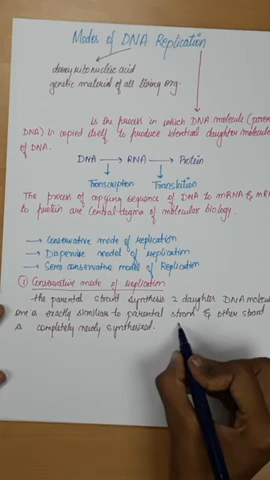 Modes of DNA Replication
deoxyribonucleic acid
genetic material of all living org.
is the process in which DNA molecule (paren
DNA) is copied itself to produce identical daughter molecule
of DNA.
DNA → RNA → Protein
Transcription Translation
The process of copying sequence of DNA to mRNA & mR
to protein are central dogma of molecular biology.
→ Conservative mode of replication
→ Dispersive model of replication
→ Semi conservative model of Replication
① Conservative mode of replication
the parental strand synthesis 2 daughter DNA molecul
one is exactly similar to parental strand & other strand
is completely newly synthesized.